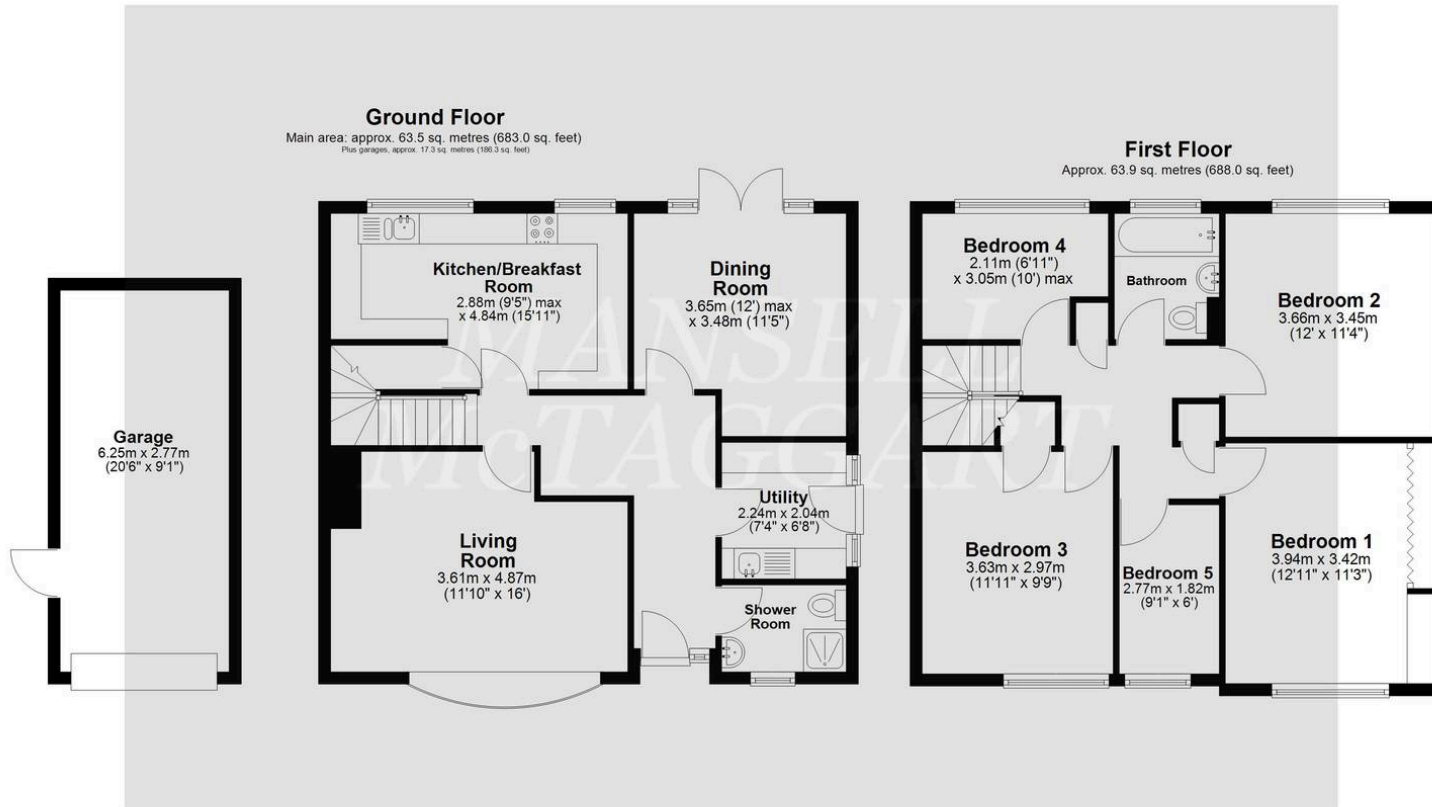 Ground Floor
Main area: approx. 63.5 sq. metres (683.0 sq. feet)
Plus garages, approx. 17.3 sq. metres (186.3 sq. feet)
First Floor
Approx. 63.9 sq. metres (688.0 sq. feet)
Garage
6.25m x 2.77m
(20'6" x 9'1")
Kitchen/Breakfast
Room
2.88m (9'5") max
x 4.84m (15'11")
Dining
Room
3.65m (12') max
x 3.48m (11'5")
Living
Room
3.61m x 4.87m
(11'10" x 16')
Utility
2.24m x 2.04m
(7'4" x 6'8")
Shower
Room
Bedroom 4
2.11m (6'11")
x 3.05m (10') max
Bathroom
Bedroom 2
3.66m x 3.45m
(12' x 11'4")
Bedroom 3
3.63m x 2.97m
(11'11" x 9'9")
Bedroom 5
2.77m x 1.82m
(9'1" x 6')
Bedroom 1
3.94m x 3.42m
(12'11" x 11'3")
MANSELL
McTAGGART